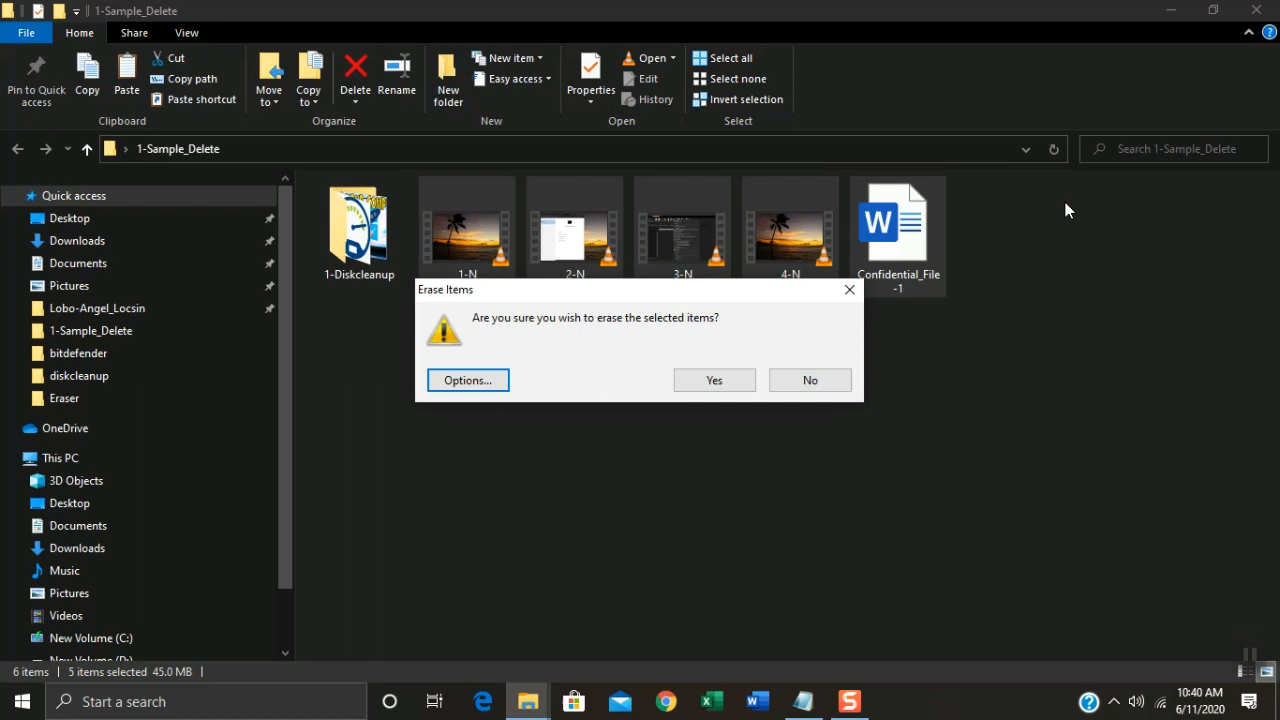 1-Sample_Delete
File Home Share View
Pin to Quick access
Copy
Paste
Cut
Copy path
Paste shortcut
Clipboard
Move to
Copy to
Delete
Rename
Organize
New folder
New item
Easy access
New
Properties
Open
Edit
History
Open
Select all
Select none
Invert selection
Select
1-Sample_Delete
Search 1-Sample_Delete
Quick access
Desktop
Downloads
Documents
Pictures
Lobo-Angel_Locsin
1-Sample_Delete
bitdefender
diskcleanup
Eraser
OneDrive
This PC
3D Objects
Desktop
Documents
Downloads
Music
Pictures
Videos
New Volume (C:)
New Volume (D:)
1-Diskcleanup
1-N
2-N
3-N
4-N
Confidential_File
-1
Erase Items
Are you sure you wish to erase the selected items?
Options...
Yes
No
6 items 5 items selected 45.0 MB
Start a search
10:40 AM
6/11/2020